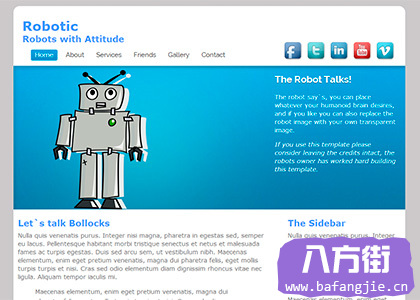 Robotic
Robots with Attitude
Home About Services Friends Gallery Contact
The Robot Talks!
The robot say`s, you can place
whatever your humanoid brain desires,
and if you like you can also replace the
robot image with your own transparent
image.
If you use this template please
consider leaving the credits intact, the
robots owner has worked hard building
this template.
Let`s talk Bollocks
Nulla quis venenatis purus. Integer nisi magna, pharetra in egestas sed, semper
eu lacus. Pellentesque habitant morbi tristique senectus et netus et malesuada
fames ac turpis egestas. Duis sed arcu sem, ut vestibulum nibh. Maecenas
elementum, enim eget pretium venenatis, magna dui pharetra felis, eget mollis
turpis turpis et nisi. Cras sed odio elementum diam dignissim rhoncus vitae nec
ligula. Aliquam tempor iaculis mi.
Nulla quis venenatis purus. Integer nisi magna,
The Sidebar
Nulla quis venenatis purus.
八方街
www.bafangjie.cn